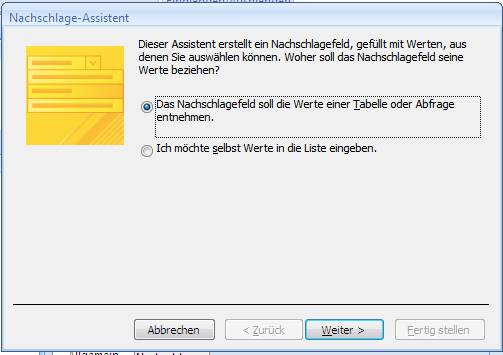 Nachschlage-Assistent
Dieser Assistent erstellt ein Nachschlagefeld, gefüllt mit Werten, aus
denen Sie auswählen können. Woher soll das Nachschlagefeld seine
Werte beziehen?
Das Nachschlagefeld soll die Werte einer Tabelle oder Abfrage
entnehmen.
Ich möchte selbst Werte in die Liste eingeben.
Abbrechen
< Zurück
Weiter >
Fertig stellen